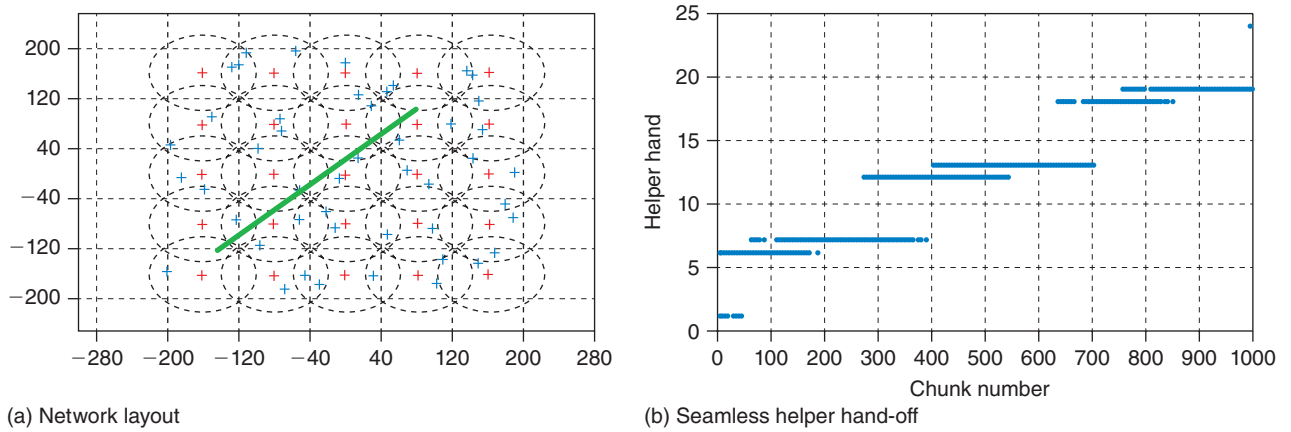 200
120
40
−40
−120
−200
−280 −200 −120 −40 40 120 200 280
(a) Network layout
25
20
15
10
5
0
Helper hand
0 100 200 300 400 500 600 700 800 900 1000
Chunk number
(b) Seamless helper hand-off